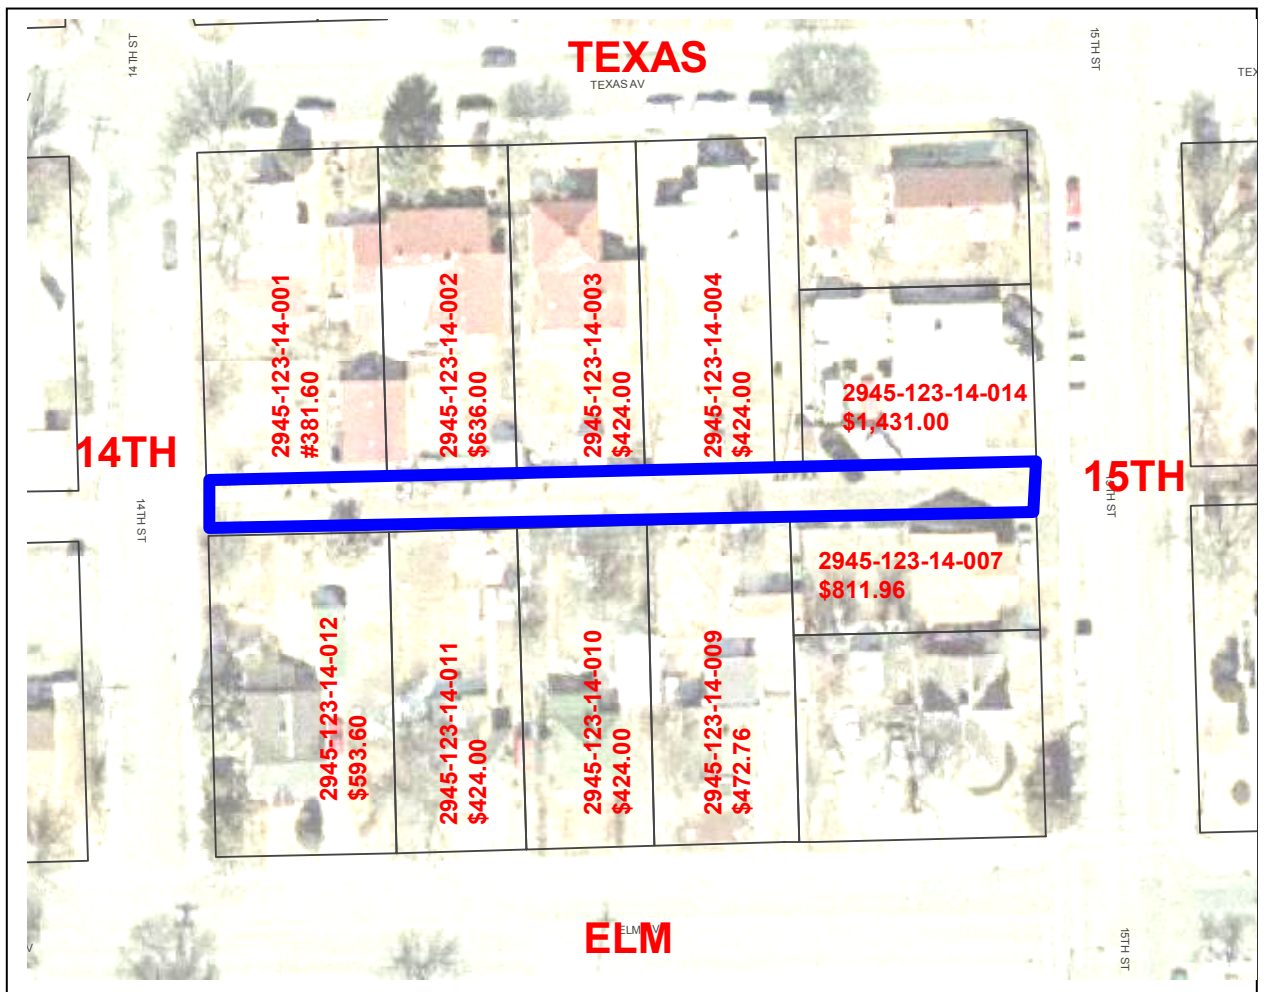 14TH ST
TEXAS
TEXAS AV
15TH ST
TEX
V
2945-123-14-001
#381.60
2945-123-14-002
$636.00
2945-123-14-003
$424.00
2945-123-14-004
$424.00
2945-123-14-014
$1,431.00
14TH
15TH
14TH ST
15TH ST
2945-123-14-007
$811.96
2945-123-14-012
$593.60
2945-123-14-011
$424.00
2945-123-14-010
$424.00
2945-123-14-009
$472.76
ELM
V
15TH ST